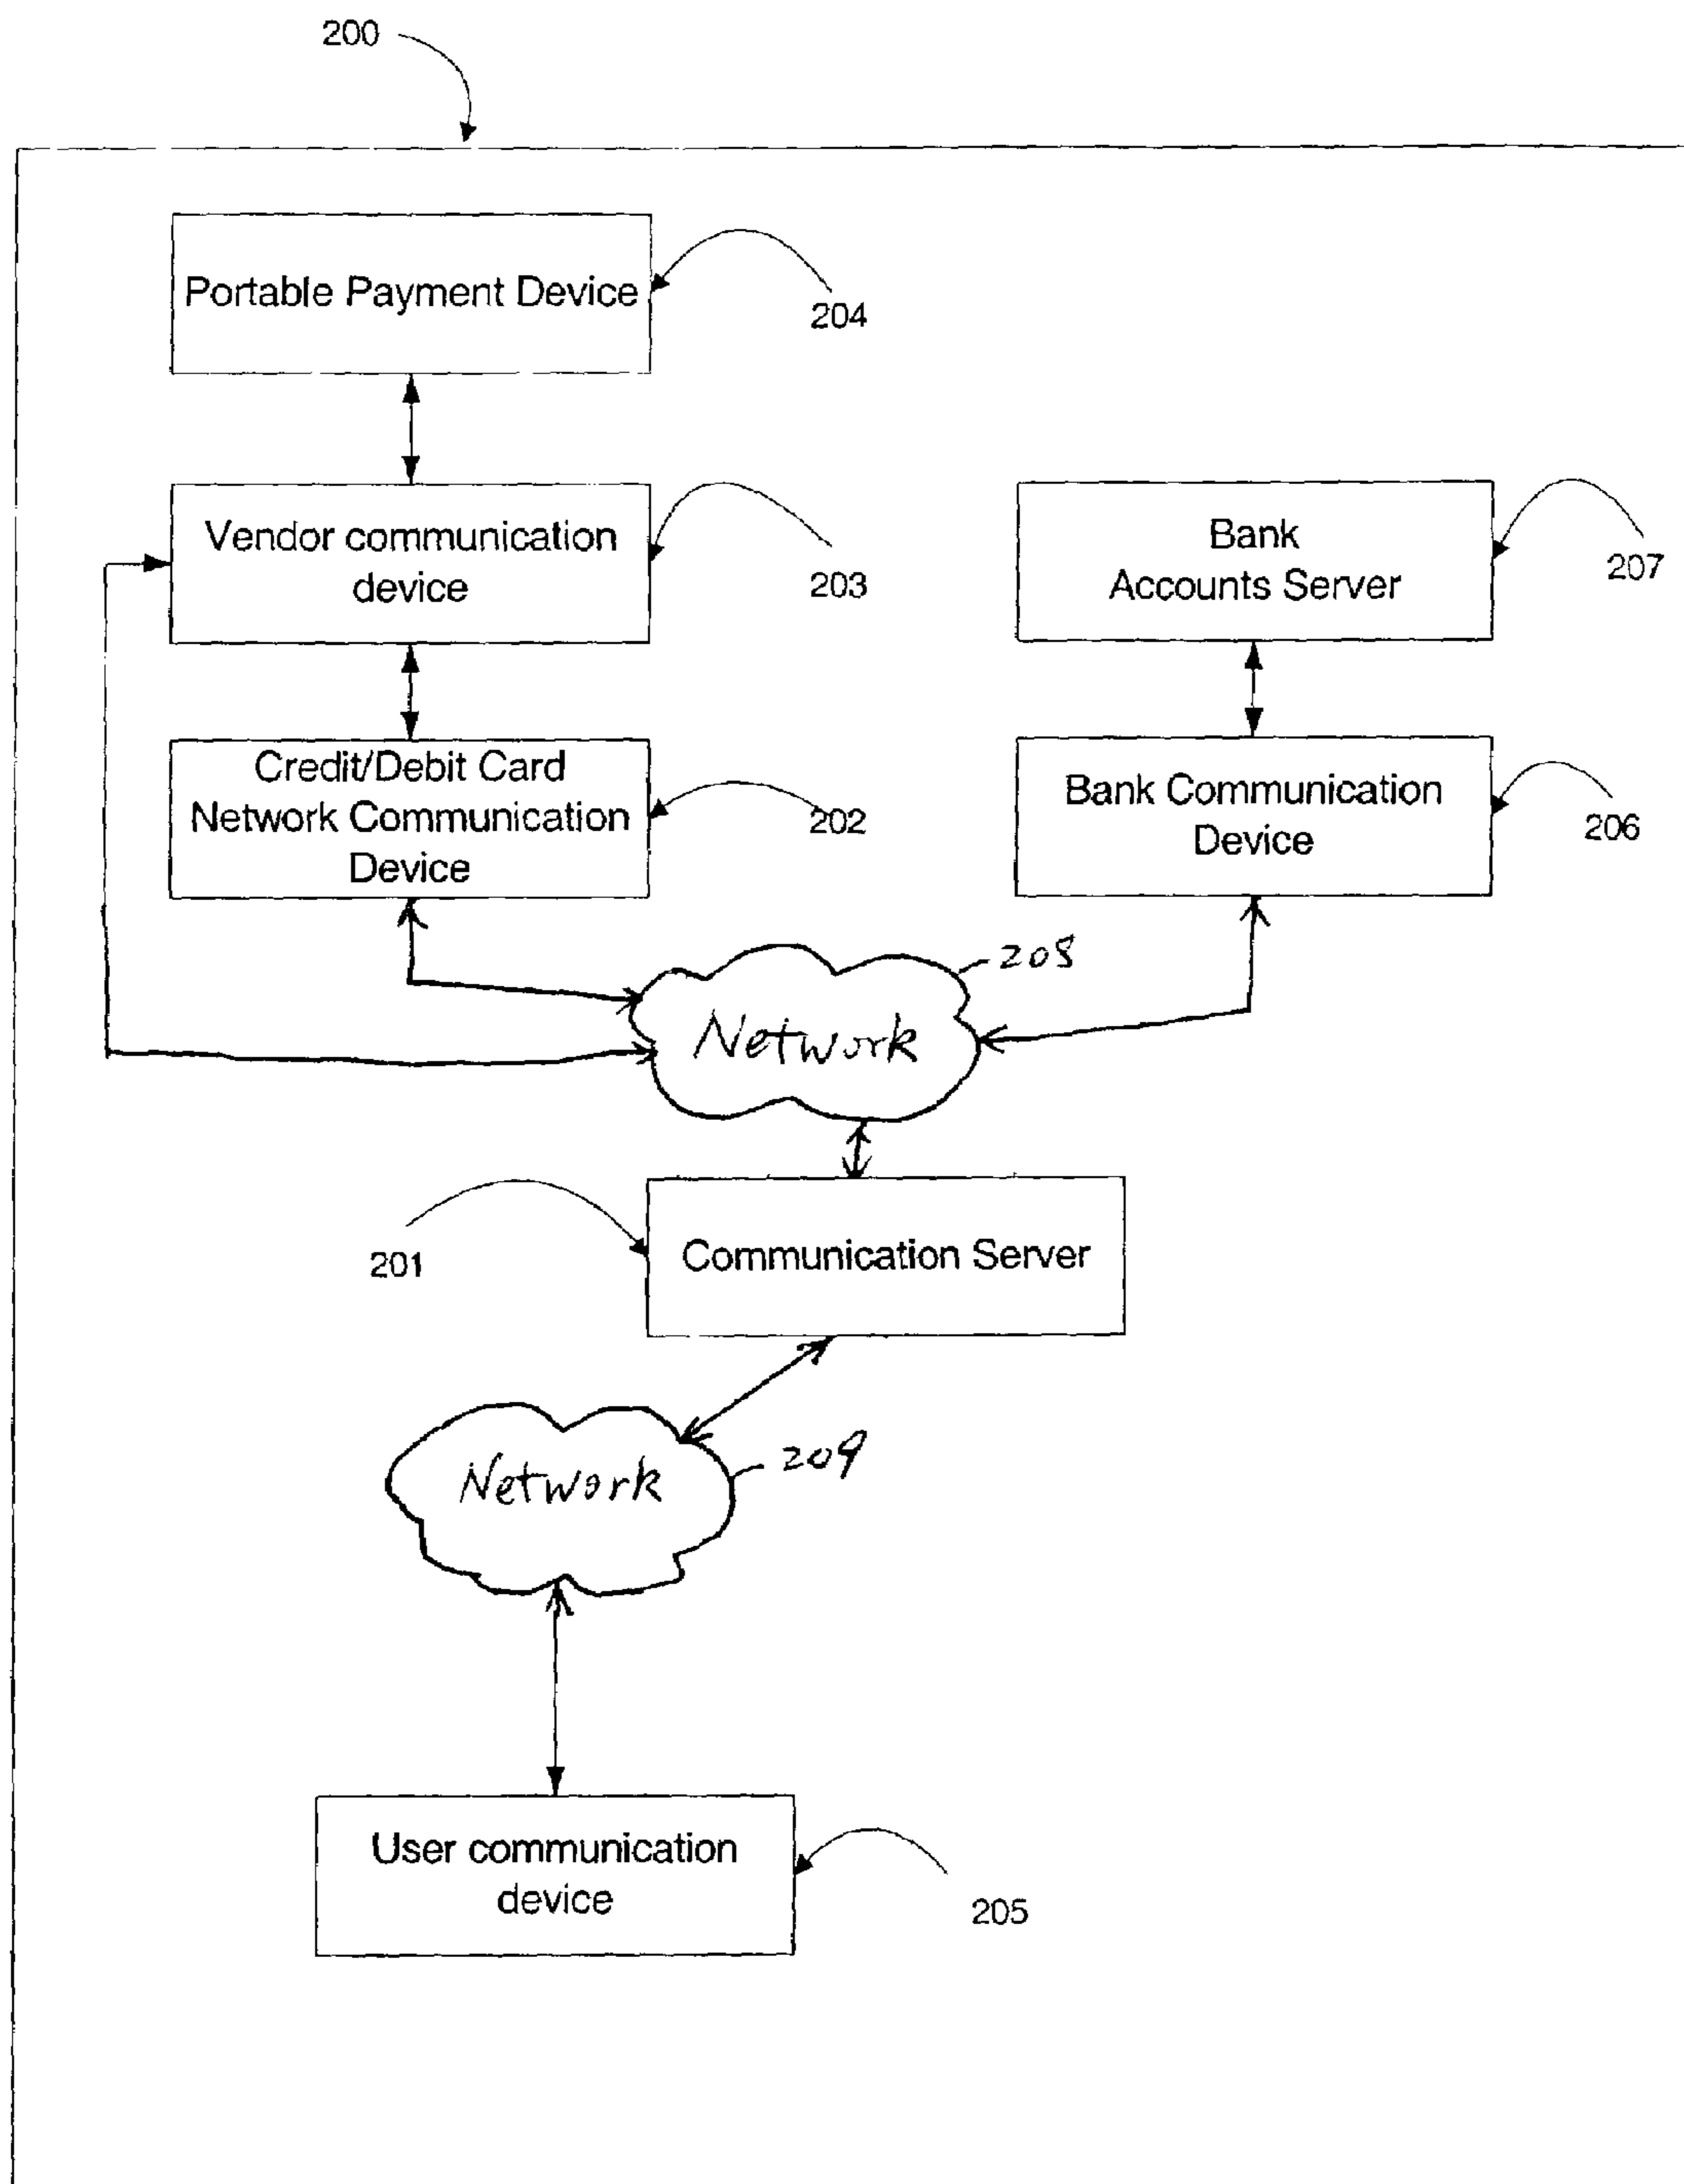 200
Portable Payment Device
204
Vendor communication
device
203
Bank
Accounts Server
207
Credit/Debit Card
Network Communication
Device
202
Bank Communication
Device
206
208
Network
201
Communication Server
209
Network
User communication
device
205